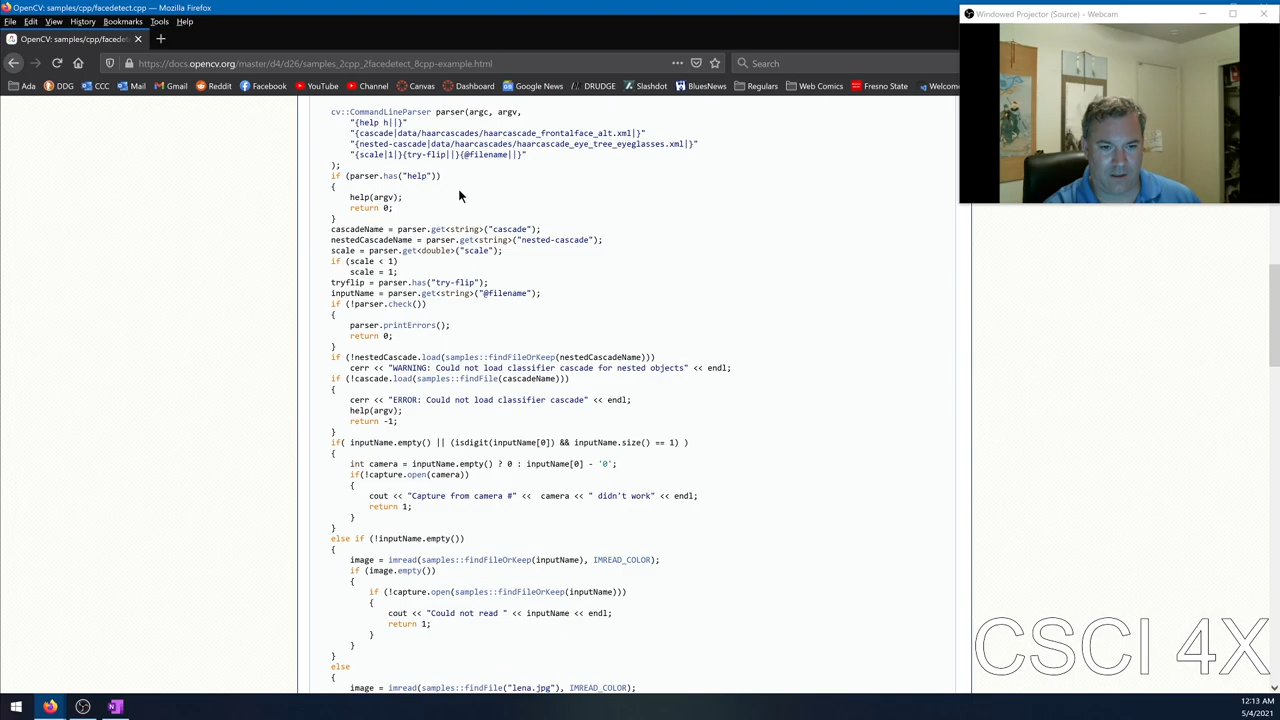 OpenCV: samples/cpp/facedetect.cpp - Mozilla Firefox
File Edit View History Bookmarks Tools Help
OpenCV: samples/cpp/facedet
https://docs.opencv.org/master/d4/d26/samples_2cpp_2facedetect_8cpp-example.html
Search
Ada DDG CCC Mail Gmail Reddit Facebook Dashboard YouTube Channel Canvas Google News DRUDGE Slashdot BluesNews Regulars Web Comics Fresno State Welcome
Windowed Projector (Source) - Webcam
cv::CommandLineParser parser(argc, argv,
"{help h||}"
"{cascade|data/haarcascades/haarcascade_frontalface_alt.xml|}"
"{nested-cascade|data/haarcascades/haarcascade_eye_tree_eyeglasses.xml|}"
"{scale|1|}{try-flip||}{@filename||}"
);
if (parser.has("help"))
{
help(argv);
return 0;
}
cascadeName = parser.get<string>("cascade");
nestedCascadeName = parser.get<string>("nested-cascade");
scale = parser.get<double>("scale");
if (scale < 1)
scale = 1;
tryflip = parser.has("try-flip");
inputName = parser.get<string>("@filename");
if (!parser.check())
{
parser.printErrors();
return 0;
}
if (!nestedCascade.load(samples::findFileOrKeep(nestedCascadeName)))
cerr << "WARNING: Could not load classifier cascade for nested objects" << endl;
if (!cascade.load(samples::findFile(cascadeName)))
{
cerr << "ERROR: Could not load classifier cascade" << endl;
help(argv);
return -1;
}
if( inputName.empty() || (isdigit(inputName[0]) && inputName.size() == 1) )
{
int camera = inputName.empty() ? 0 : inputName[0] - '0';
if(!capture.open(camera))
{
cout << "Capture from camera #" << camera << " didn't work" << endl;
return 1;
}
}
else if (!inputName.empty())
{
image = imread(samples::findFileOrKeep(inputName), IMREAD_COLOR);
if (image.empty())
{
if (!capture.open(samples::findFileOrKeep(inputName)))
{
cout << "Could not read " << inputName << endl;
return 1;
}
}
}
else
image = imread(samples::findFile("lena.jpg"), IMREAD_COLOR);
CSCI 4X
12:13 AM
5/4/2021